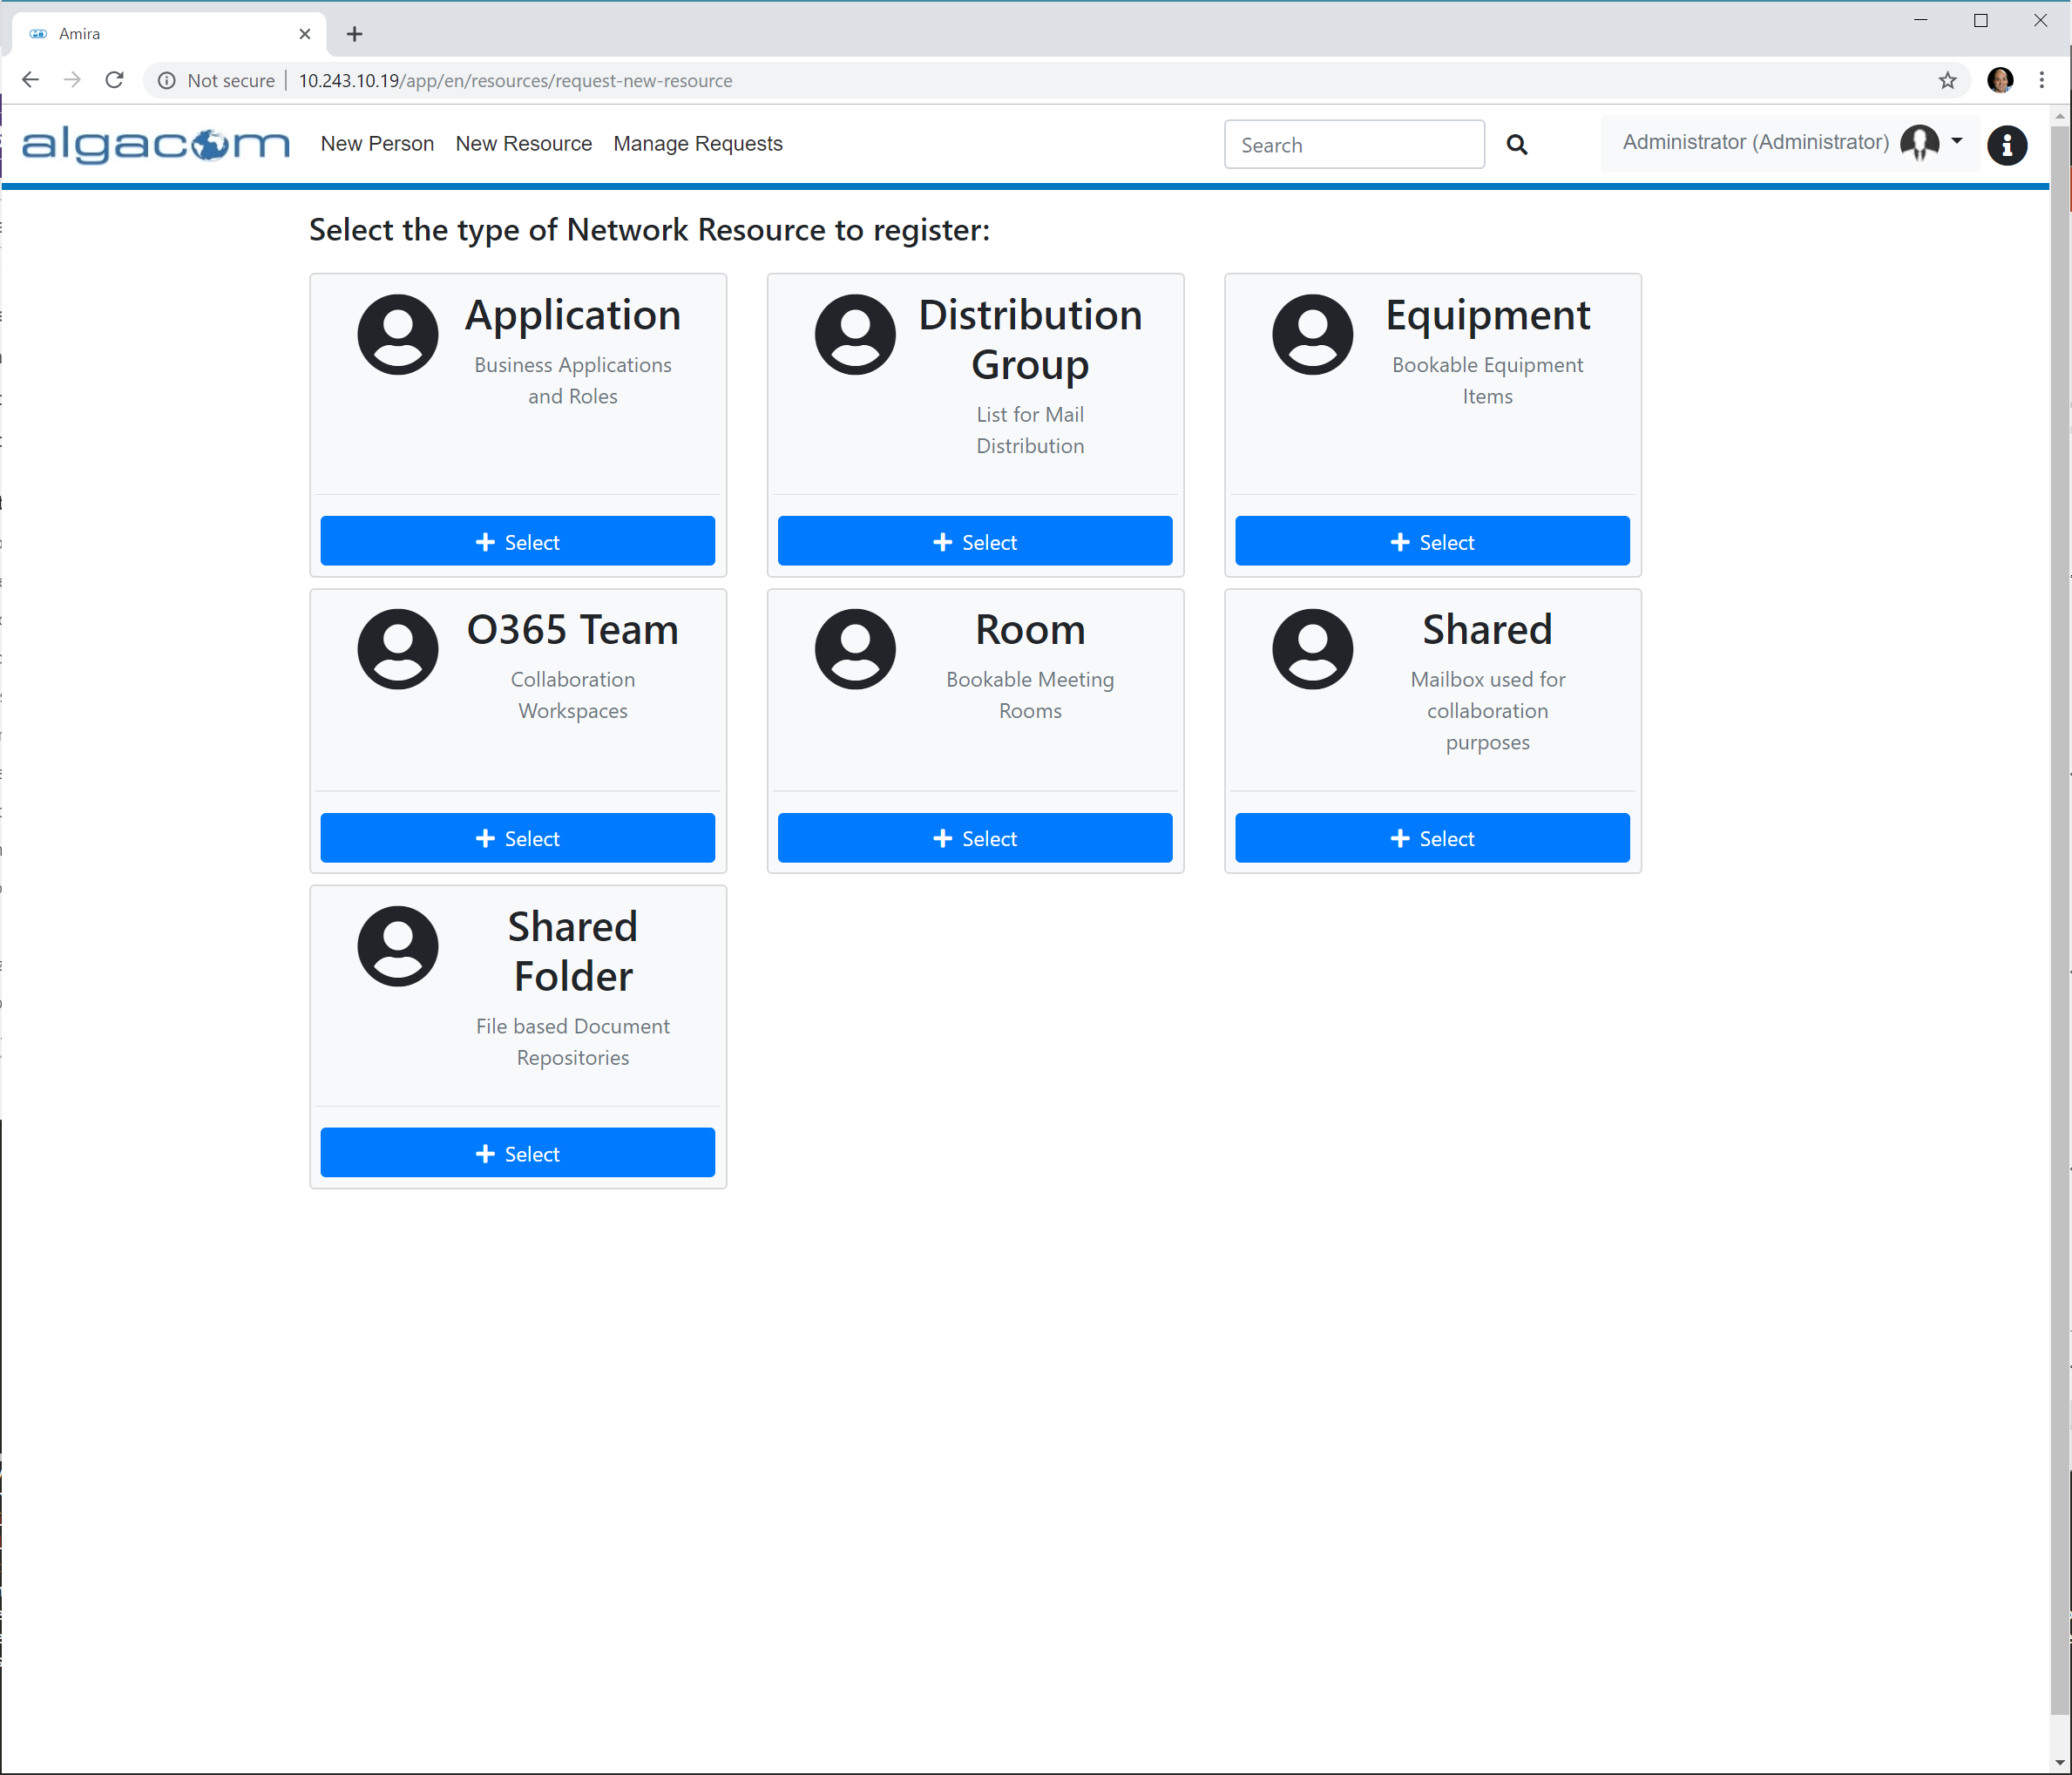 Amira
Not secure
10.243.10.19/app/en/resources/request-new-resource
algacom
New Person
New Resource
Manage Requests
Search
Administrator (Administrator)
Select the type of Network Resource to register:
Application
Business Applications
and Roles
Select
Distribution
Group
List for Mail
Distribution
Select
Equipment
Bookable Equipment
Items
Select
O365 Team
Collaboration
Workspaces
Select
Room
Bookable Meeting
Rooms
Select
Shared
Mailbox used for
collaboration
purposes
Select
Shared
Folder
File based Document
Repositories
Select